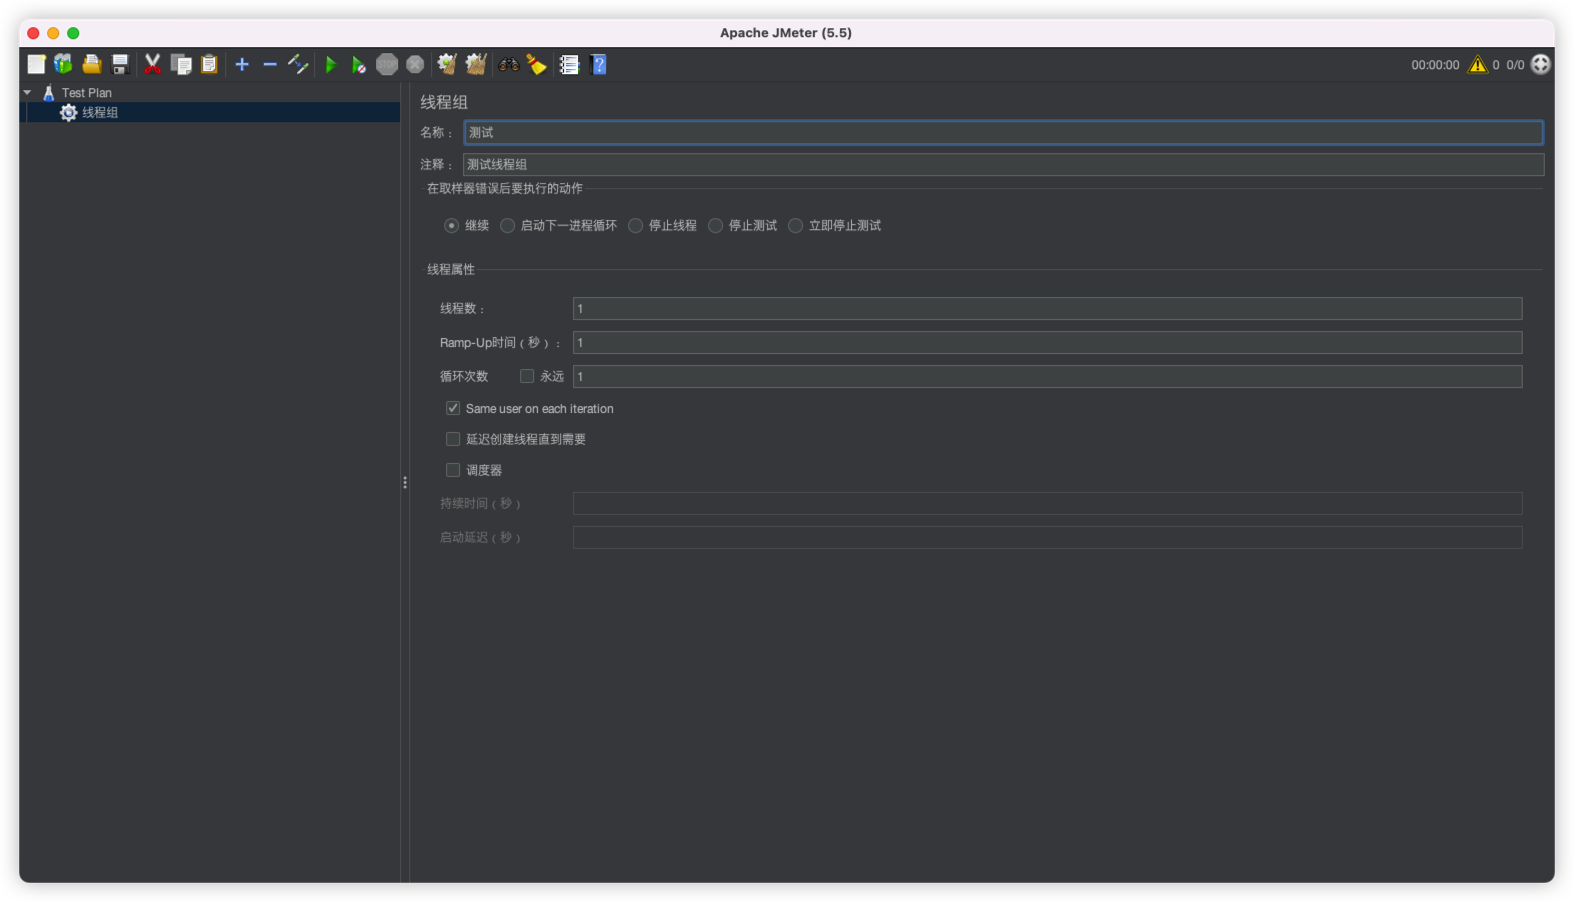 Apache JMeter (5.5)
STOP
00:00:00 0 0/0
Test Plan
线程组
线程组
名称： 测试
注释： 测试线程组
在取样器错误后要执行的动作
继续 启动下一进程循环 停止线程 停止测试 立即停止测试
线程属性
线程数： 1
Ramp-Up时间（秒）： 1
循环次数 永远 1
Same user on each iteration
延迟创建线程直到需要
调度器
持续时间（秒）
启动延迟（秒）